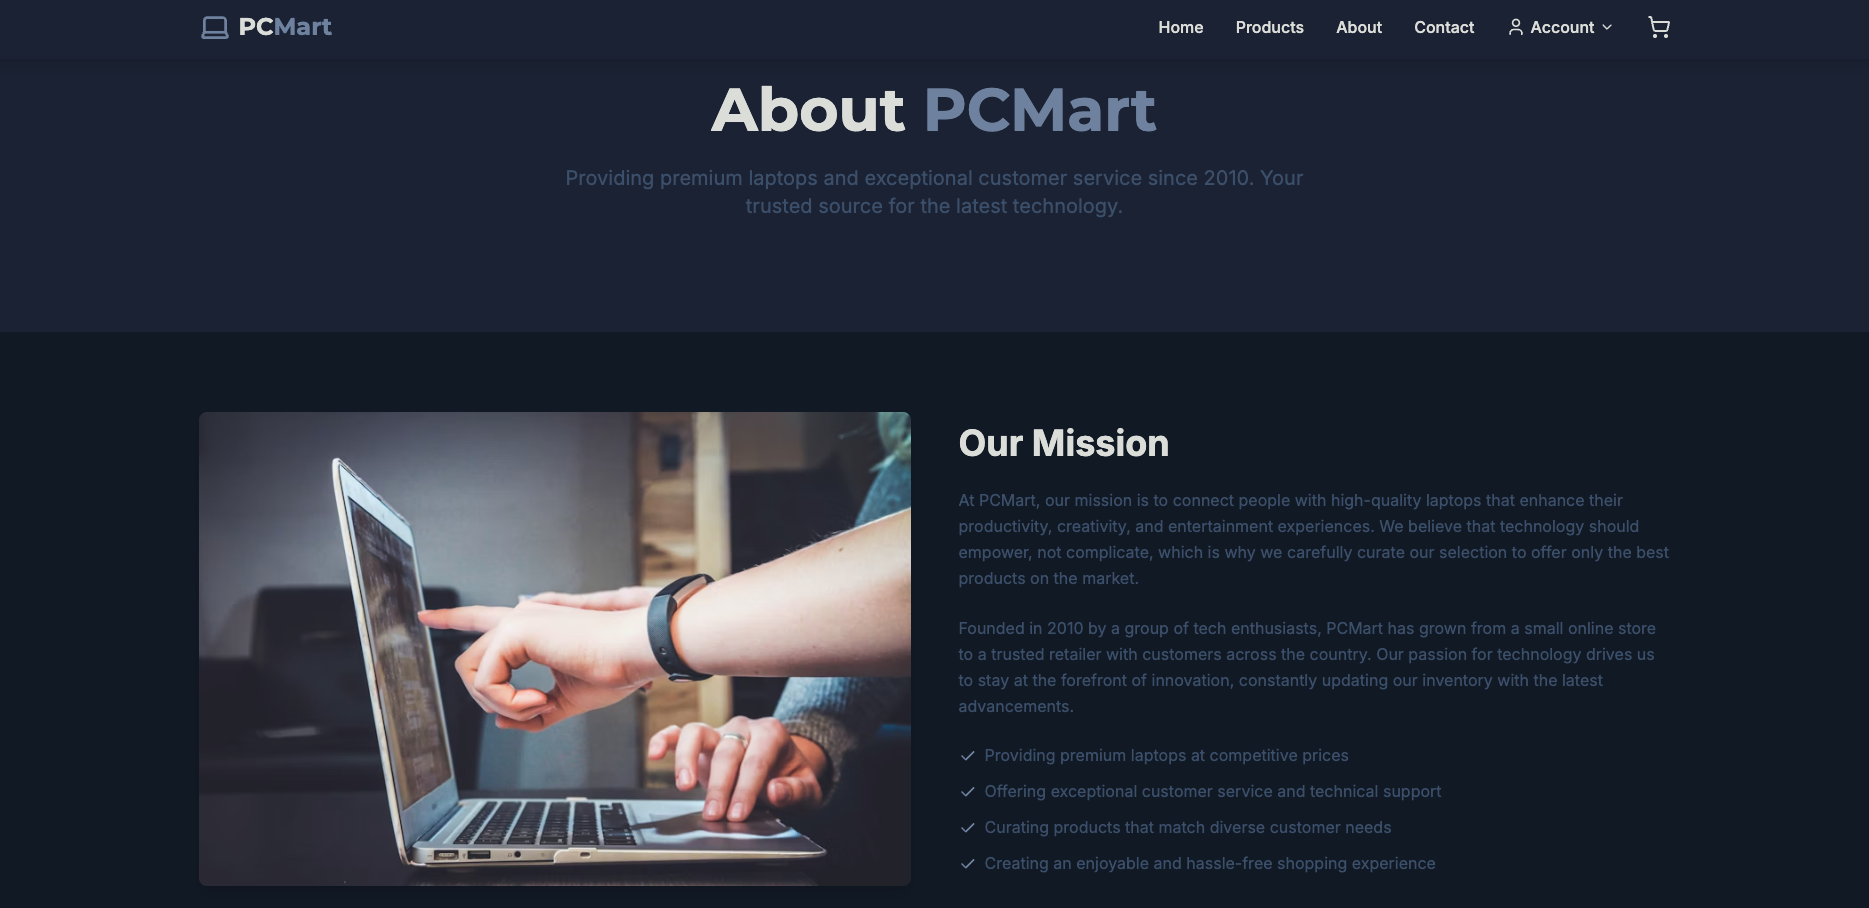 PCMart
Home
Products
About
Contact
Account
About PCMart
Providing premium laptops and exceptional customer service since 2010. Your
trusted source for the latest technology.
Our Mission
At PCMart, our mission is to connect people with high-quality laptops that enhance their
productivity, creativity, and entertainment experiences. We believe that technology should
empower, not complicate, which is why we carefully curate our selection to offer only the best
products on the market.
Founded in 2010 by a group of tech enthusiasts, PCMart has grown from a small online store
to a trusted retailer with customers across the country. Our passion for technology drives us
to stay at the forefront of innovation, constantly updating our inventory with the latest
advancements.
Providing premium laptops at competitive prices
Offering exceptional customer service and technical support
Curating products that match diverse customer needs
Creating an enjoyable and hassle-free shopping experience